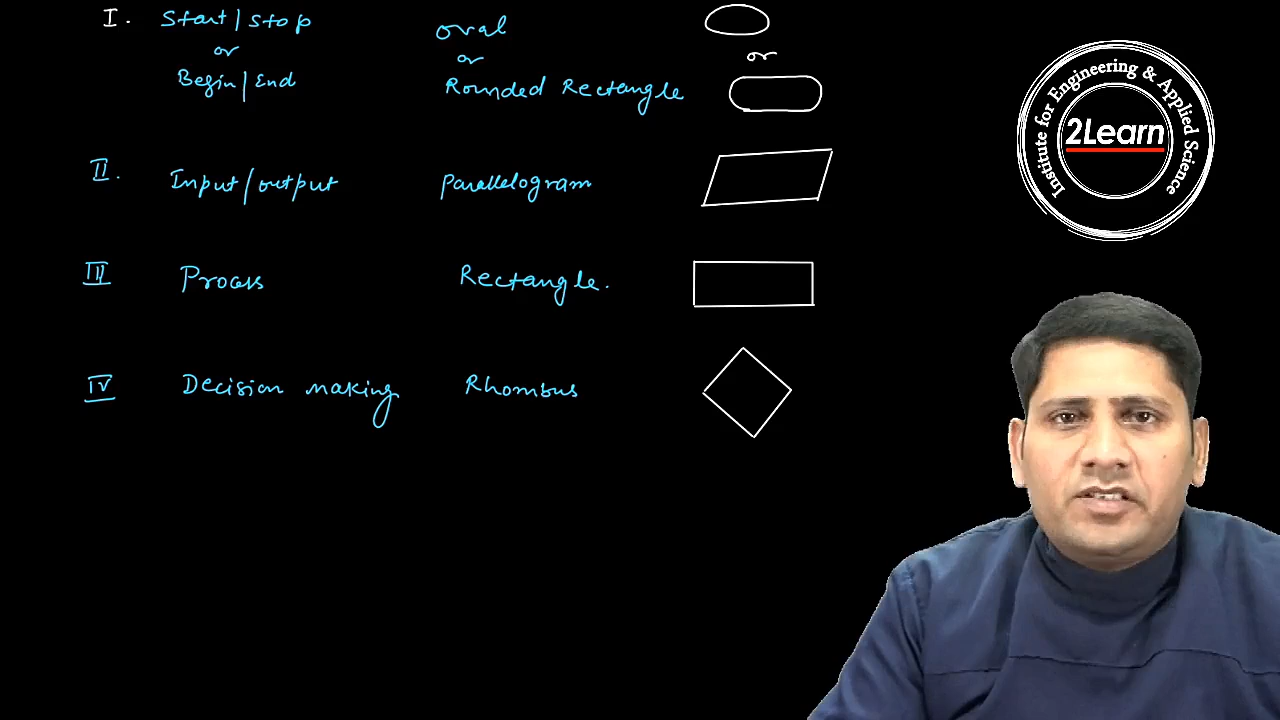 I. Start/Stop oval
or or or
Begin/End Rounded Rectangle
II. Input/output Parallelogram
III Process Rectangle.
IV Decision making Rhombus
Institute for Engineering & Applied Science
2Learn